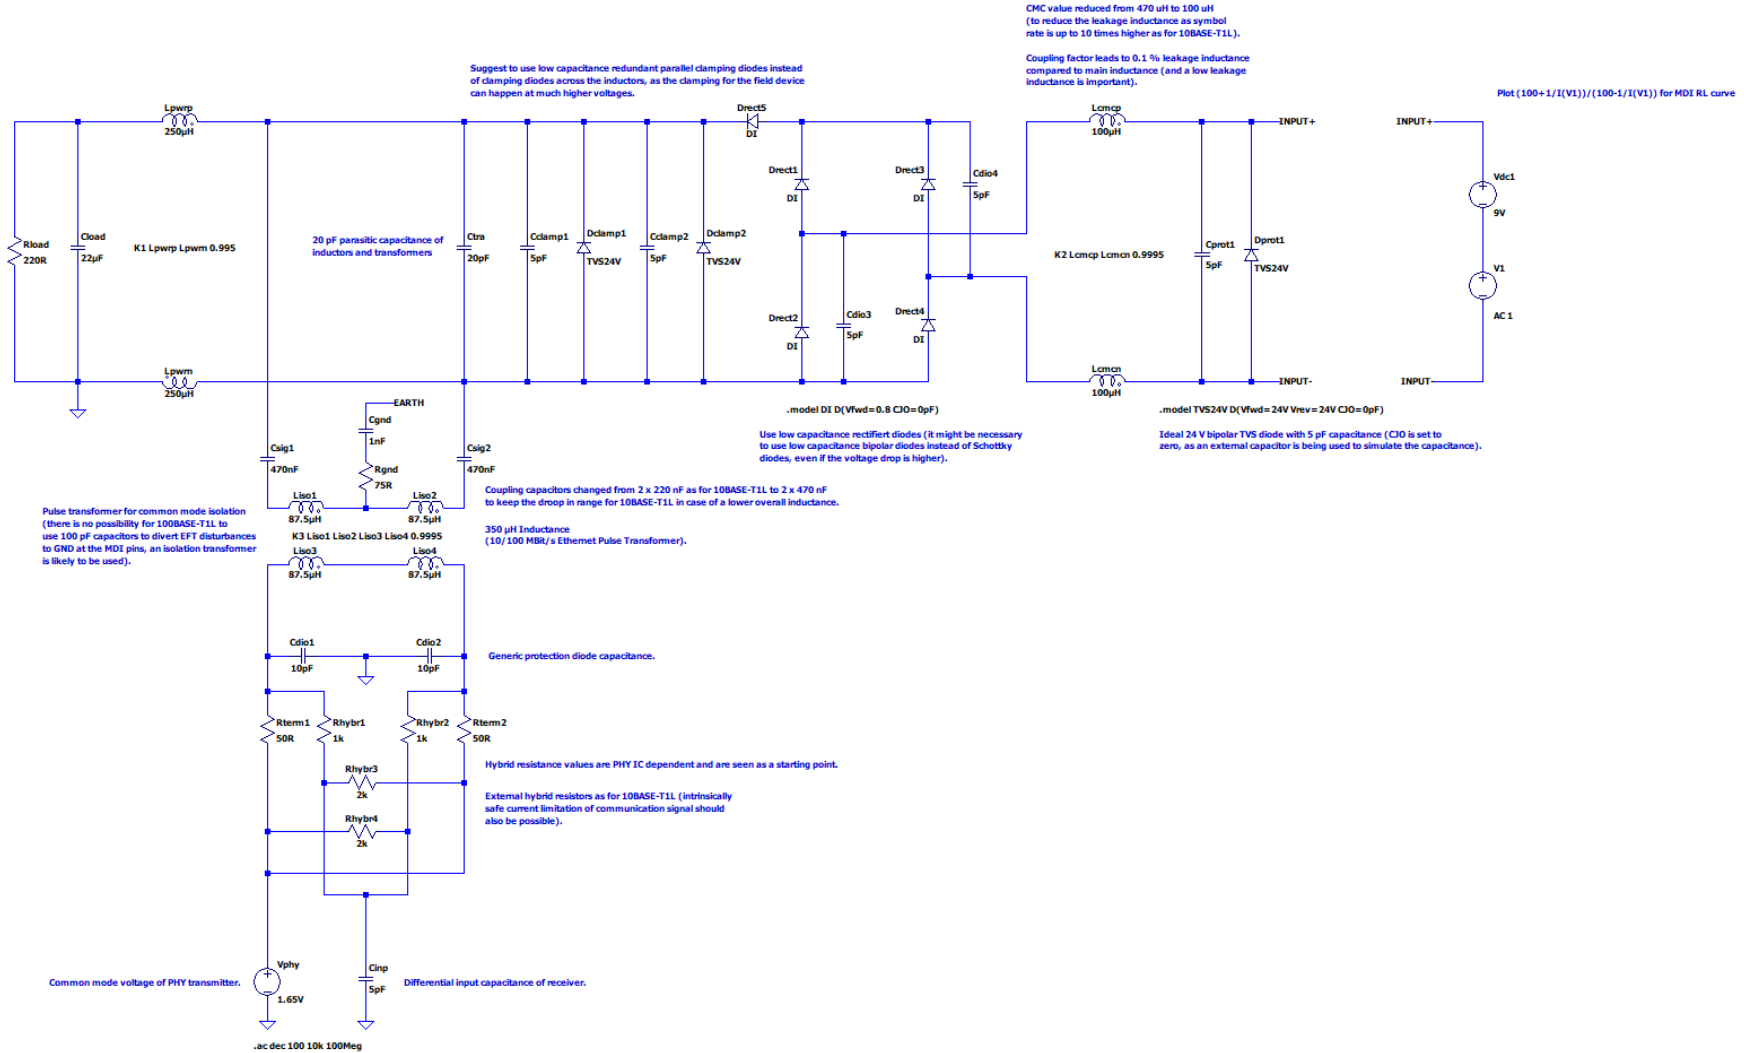 CMC value reduced from 470 uH to 100 uH
(to reduce the leakage inductance as symbol
rate is up to 10 times higher as for 10BASE-T1L).
Coupling factor leads to 0.1 % leakage inductance
compared to main inductance (and a low leakage
inductance is important).
Suggest to use low capacitance redundant parallel clamping diodes instead
of clamping diodes across the inductors, as the clamping for the field device
can happen at much higher voltages.
Plot (100+1/I(V1))/(100-1/I(V1)) for MDI RL curve
Lpwrp
250µH
Drect5
DI
Lcmcp
100µH
INPUT+
INPUT+
Drect1
DI
Drect3
DI
Cdio4
5pF
Vdc1
9V
Rload
220R
Cload
22µF
K1 Lpwrp Lpwrn 0.995
20 pF parasitic capacitance of
inductors and transformers
Ctra
20pF
Cclamp1
5pF
Dclamp1
TVS24V
Cclamp2
5pF
Dclamp2
TVS24V
K2 Lcmcp Lcmcn 0.9995
Cprot1
5pF
Dprot1
TVS24V
V1
AC 1
Drect2
DI
Cdio3
5pF
Drect4
DI
Lpwrn
250µH
Lcmcn
100µH
INPUT-
INPUT-
.model DI D(Vfwd=0.8 CJO=0pF)
.model TVS24V D(Vfwd=24V Vrev=24V CJO=0pF)
Use low capacitance rectifiert diodes (it might be necessary
to use low capacitance bipolar diodes instead of Schottky
diodes, even if the voltage drop is higher).
Ideal 24 V bipolar TVS diode with 5 pF capacitance (CJO is set to
zero, as an external capacitor is being used to simulate the capacitance).
EARTH
Cgnd
1nF
Csig1
470nF
Rgnd
75R
Csig2
470nF
Liso1
87.5µH
Liso2
87.5µH
Coupling capacitors changed from 2 x 220 nF as for 10BASE-T1L to 2 x 470 nF
to keep the droop in range for 10BASE-T1L in case of a lower overall inductance.
Pulse transformer for common mode isolation
(there is no possibility for 100BASE-T1L to
use 100 pF capacitors to divert EFT disturbances
to GND at the MDI pins, an isolation transformer
is likely to be used).
K3 Liso1 Liso2 Liso3 Liso4 0.9995
350 µH Inductance
(10/100 MBit/s Ethernet Pulse Transformer).
Liso3
87.5µH
Liso4
87.5µH
Cdio1
10pF
Cdio2
10pF
Generic protection diode capacitance.
Rterm1
50R
Rhybr1
1k
Rhybr2
1k
Rterm2
50R
Rhybr3
2k
Hybrid resistance values are PHY IC dependent and are seen as a starting point.
External hybrid resistors as for 10BASE-T1L (intrinsically
safe current limitation of communication signal should
also be possible).
Rhybr4
2k
Common mode voltage of PHY transmitter.
Vphy
1.65V
Cinp
5pF
Differential input capacitance of receiver.
.ac dec 100 10k 100Meg